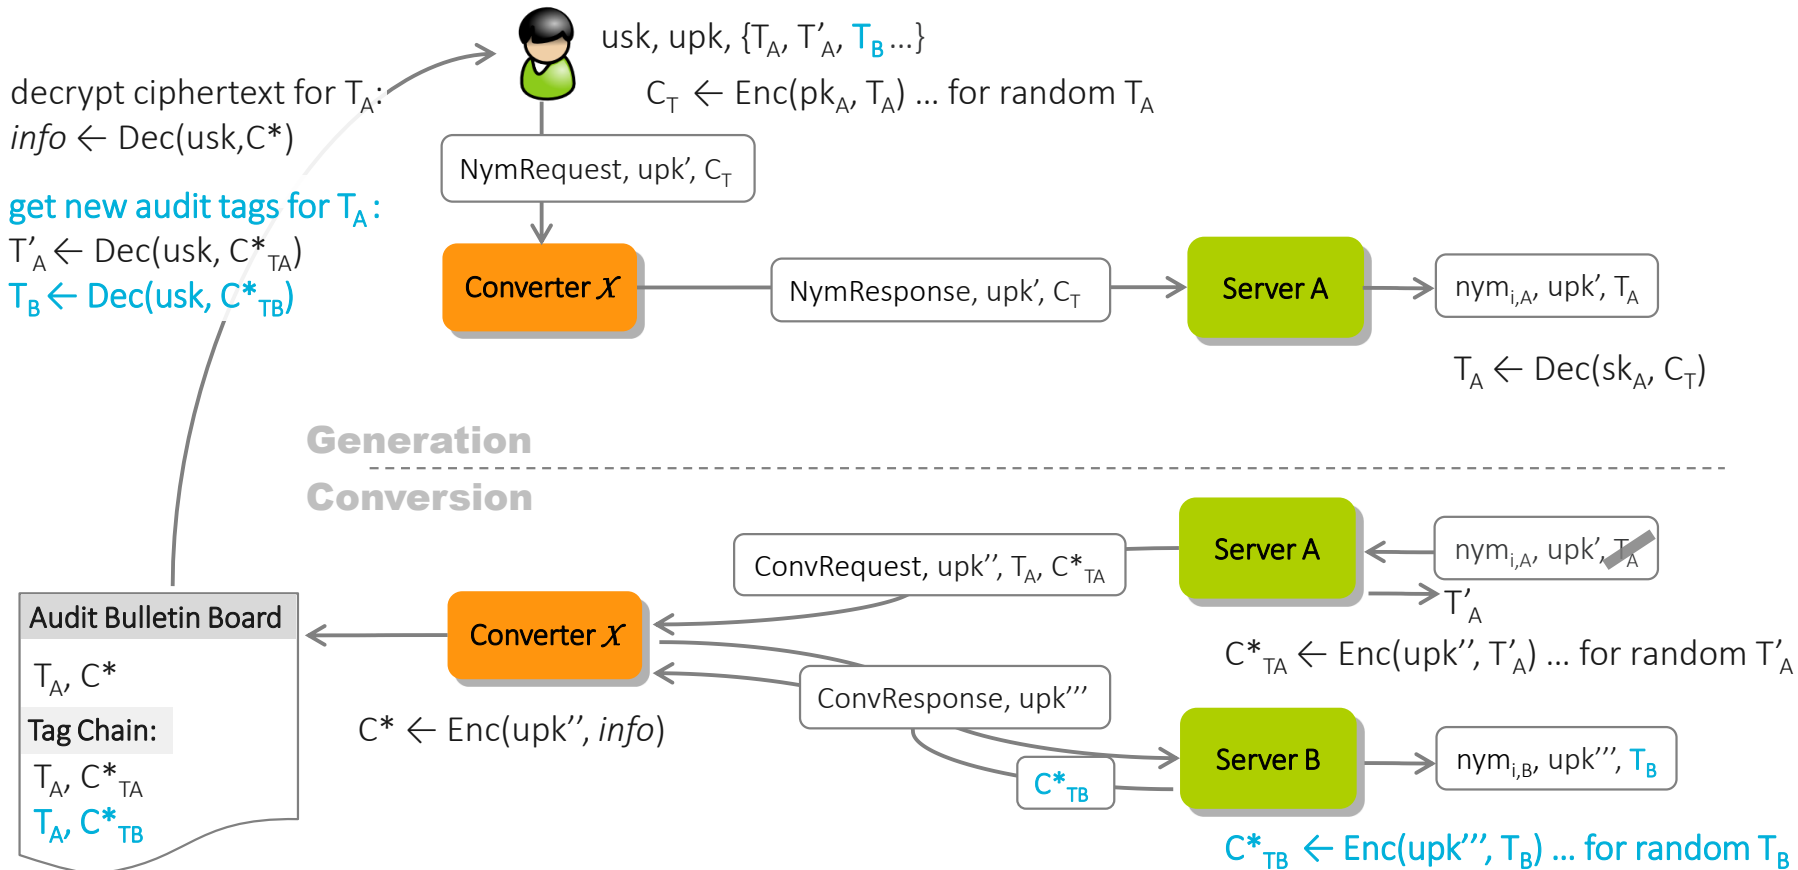 usk, upk, {T_A, T'_A, T_B ...}
C_T ← Enc(pk_A, T_A) ... for random T_A
decrypt ciphertext for T_A:
info ← Dec(usk,C*)
get new audit tags for T_A :
T'_A ← Dec(usk, C*_TA)
T_B ← Dec(usk, C*_TB)
NymRequest, upk', C_T
Converter X
NymResponse, upk', C_T
Server A
nym_i,A, upk', T_A
T_A ← Dec(sk_A, C_T)
Generation
Conversion
Server A
nym_i,A, upk', T_A
T'_A
ConvRequest, upk'', T_A, C*_TA
C*_TA ← Enc(upk'', T'_A) ... for random T'_A
Converter X
C* ← Enc(upk'', info)
ConvResponse, upk'''
Server B
nym_i,B, upk''', T_B
C*_TB
C*_TB ← Enc(upk''', T_B) ... for random T_B
Audit Bulletin Board
T_A, C*
Tag Chain:
T_A, C*_TA
T_A, C*_TB